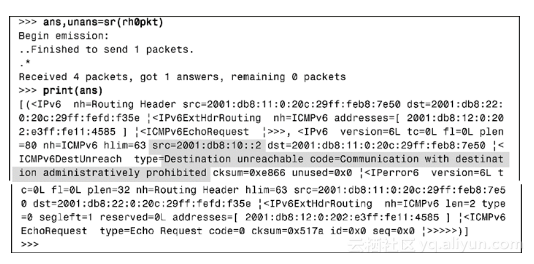 >>> ans,unans=sr(rh0pkt)
Begin emission:
..Finished to send 1 packets.
.*
Received 4 packets, got 1 answers, remaining 0 packets
>>> print(ans)
[(<IPv6  nh=Routing Header src=2001:db8:11:0:20c:29ff:feb8:7e50 dst=2001:db8:22:
0:20c:29ff:fefd:f35e ¦<IPv6ExtHdrRouting  nh=ICMPv6 addresses=[ 2001:db8:12:0:20
2:e3ff:fe11:4585 ] ¦<ICMPv6EchoRequest  ¦>>>, <IPv6  version=6L tc=0L fl=0L plen
=80 nh=ICMPv6 hlim=63 src=2001:db8:10::2 dst=2001:db8:11:0:20c:29ff:feb8:7e50 ¦<
ICMPv6DestUnreach  type=Destination unreachable code=Communication with destinat
ion administratively prohibited cksum=0xe866 unused=0x0 ¦<IPerror6  version=6L t
c=0L fl=0L plen=32 nh=Routing Header hlim=63 src=2001:db8:11:0:20c:29ff:feb8:7e5
0 dst=2001:db8:22:0:20c:29ff:fefd:f35e ¦<IPv6ExtHdrRouting  nh=ICMPv6 len=2 type
=0 segleft=1 reserved=0L addresses=[ 2001:db8:12:0:202:e3ff:fe11:4585 ] ¦<ICMPv6
EchoRequest  type=Echo Request code=0 cksum=0x517a id=0x0 seq=0x0 ¦>>>>>)]
>>>
云栖社区 yq.aliyun.com